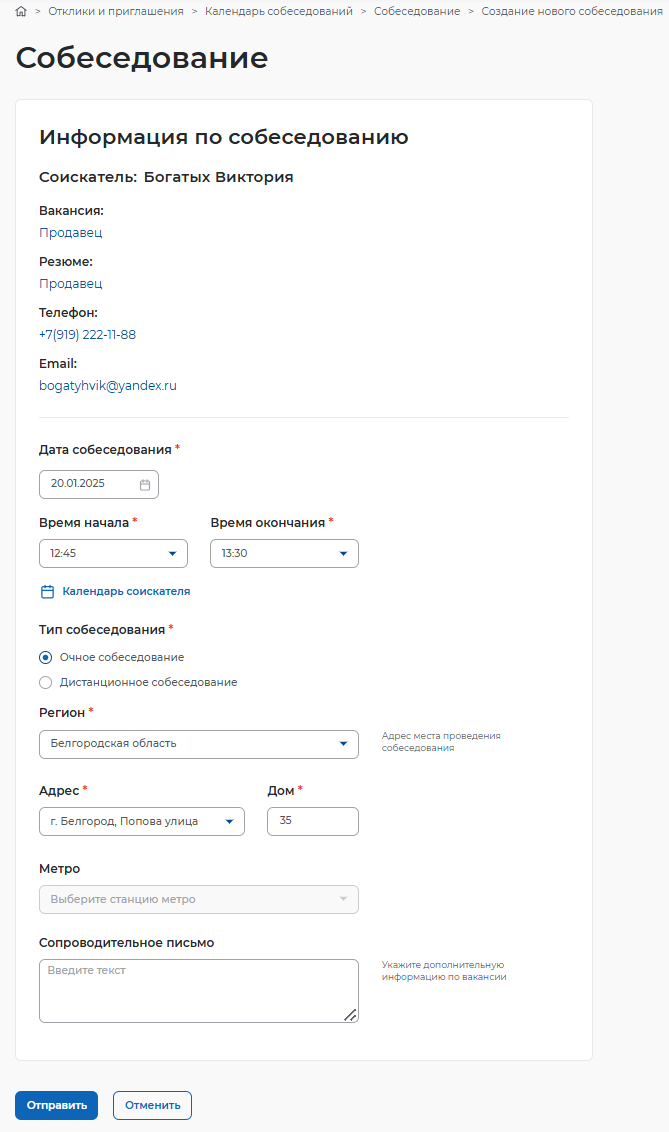 > Отклики и приглашения > Календарь собеседований > Собеседование > Создание нового собеседования
Собеседование
Информация по собеседованию
Соискатель: Богатых Виктория
Вакансия:
Продавец
Резюме:
Продавец
Телефон:
+7(919) 222-11-88
Email:
bogatyhvik@yandex.ru
Дата собеседования *
20.01.2025
Время начала * Время окончания *
12:45 13:30
Календарь соискателя
Тип собеседования *
Очное собеседование
Дистанционное собеседование
Регион *
Белгородская область
Адрес места проведения
собеседования
Адрес * Дом *
г. Белгород, Попова улица 35
Метро
Выберите станцию метро
Сопроводительное письмо
Введите текст
Укажите дополнительную
информацию по вакансии
Отправить Отменить